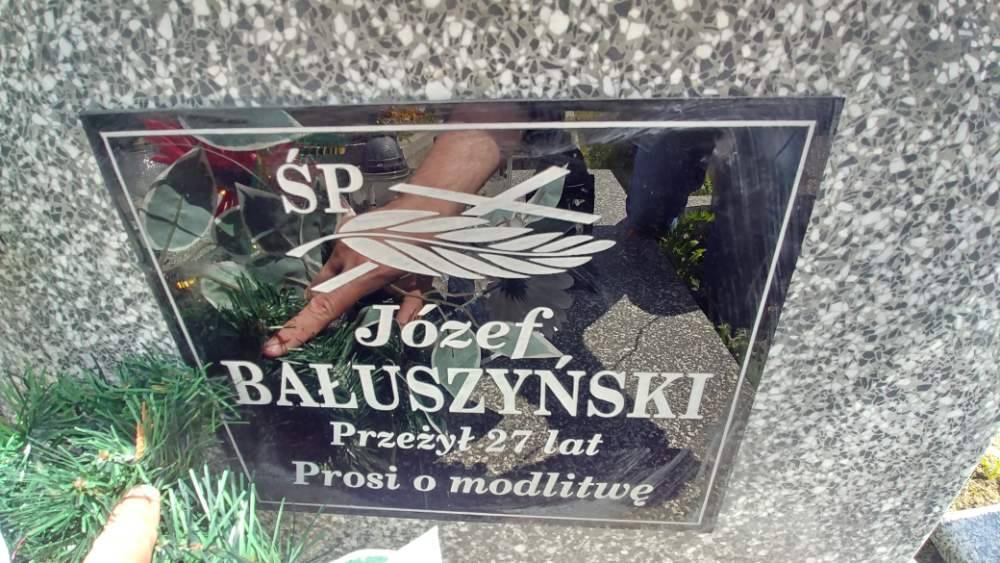 ŚP
Józef
BAŁUSZYŃSKI
Przeżył 27 lat
Prosi o modlitwę